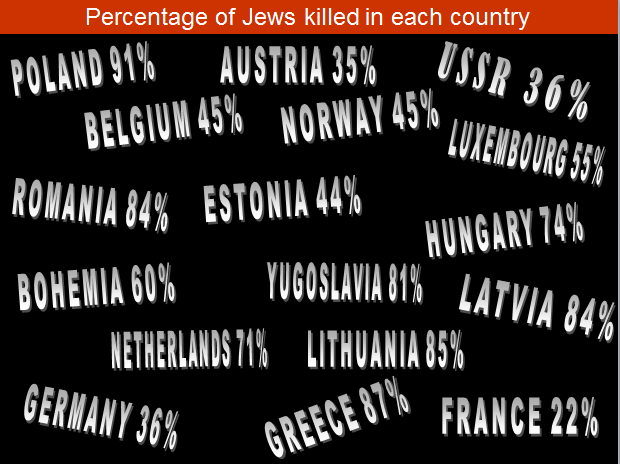 Percentage of Jews killed in each country
POLAND 91%
AUSTRIA 35%
USSR 36%
BELGIUM 45%
NORWAY 45%
LUXEMBOURG 55%
ROMANIA 84%
ESTONIA 44%
HUNGARY 74%
BOHEMIA 60%
YUGOSLAVIA 81%
LATVIA 84%
NETHERLANDS 71%
LITHUANIA 85%
GERMANY 36%
GREECE 87%
FRANCE 22%